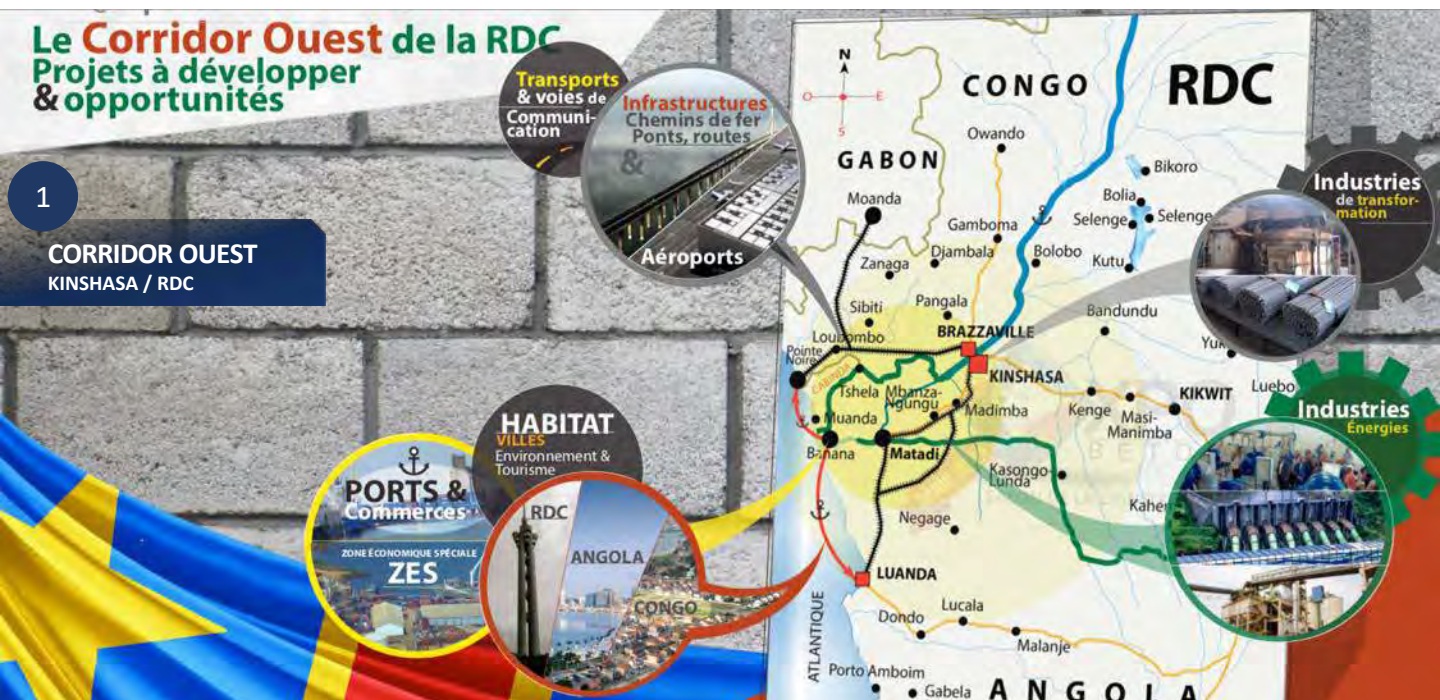 Le Corridor Ouest de la RDC
Projets à développer
& opportunités
1
CORRIDOR OUEST
KINSHASA / RDC
Transports
& voies de
Communi-
cation
Infrastructures
Chemins de fer
Ponts, routes
&
Aéroports
Industries
de transfor-
mation
Industries
Énergies
HABITAT
VILLES
Environnement &
Tourisme
RDC
ANGOLA
CONGO
PORTS &
Commerces
ZONE ÉCONOMIQUE SPÉCIALE
ZES
N
O
E
S
CONGO
RDC
GABON
Owando
Bikoro
Moanda
Bolia
Selenge
Selenge
Gamboma
Djambala
Bolobo
Kutu
Zanaga
Sibiti
Pangala
Bandundu
Loubombo
BRAZZAVILLE
Pointe
Noire
CABINDA
KINSHASA
Tshela
Mbanza-
Ngungu
Madimba
Kenge
Masi-
Manimba
KIKWIT
Luebo
Muanda
Banana
Matadi
Kasongo
Lunda
Negage
LUANDA
Dondo
Lucala
Malanje
ATLANTIQUE
Porto Amboim
Gabela
ANGOLA